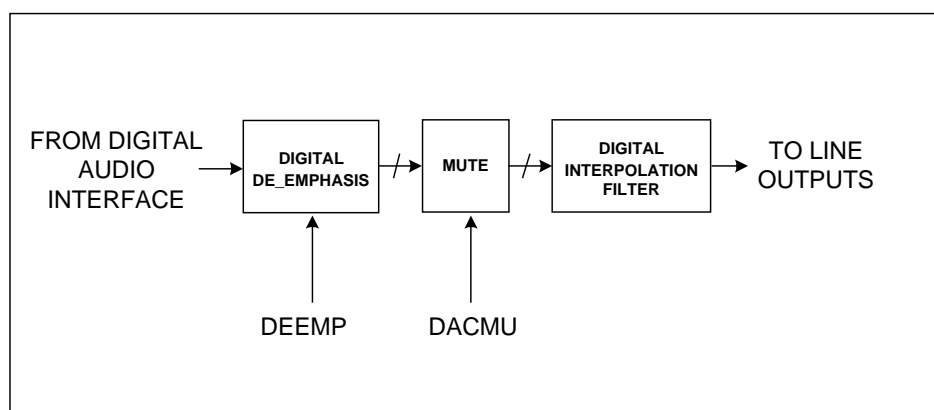 FROM DIGITAL
AUDIO
INTERFACE
DIGITAL
DE_EMPHASIS
MUTE
DIGITAL
INTERPOLATION
FILTER
TO LINE
OUTPUTS
DEEMP
DACMU